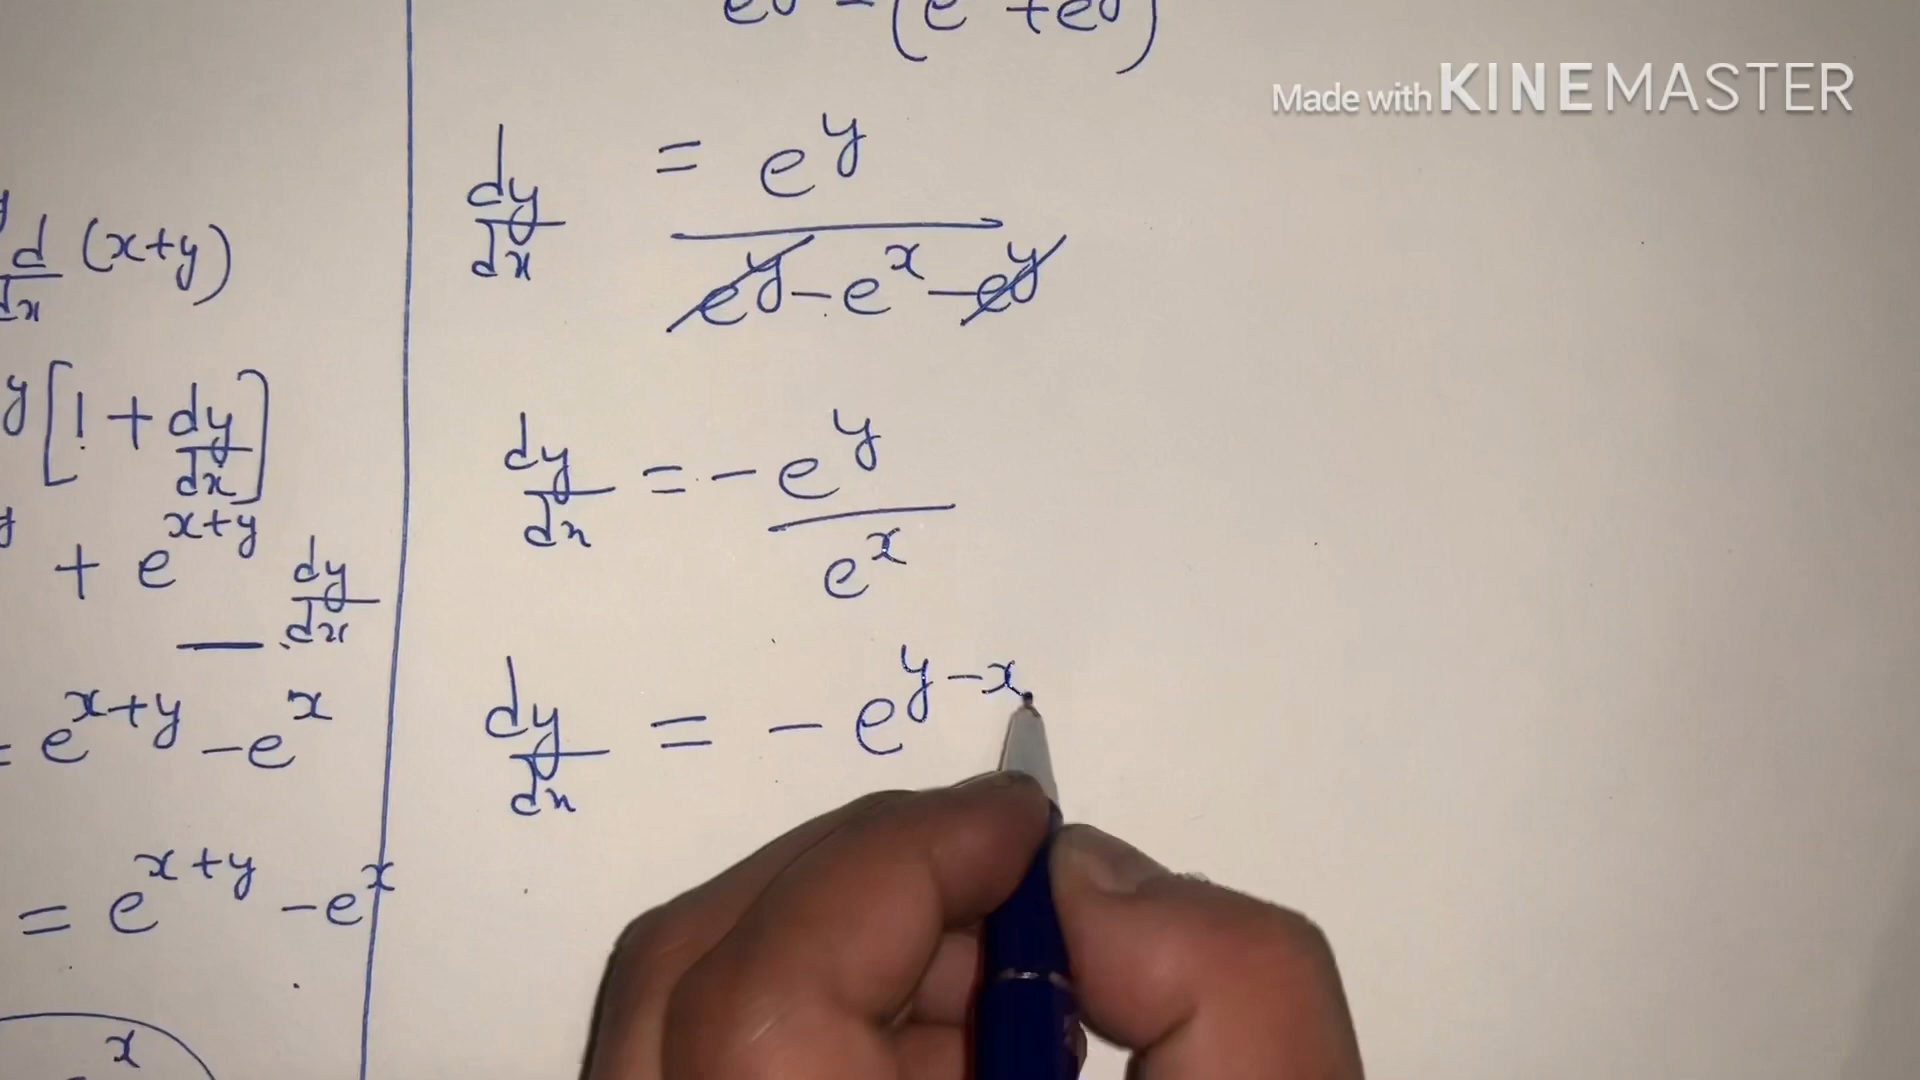 Made with KINEMASTER
d/dx (x+y)
y[1 + dy/dx]
+ e^{x+y} dy/dx
= e^{x+y} - e^x
= e^{x+y} - e^x
x
e^y - (e + e^y)
dy/dx = e^y / e^y - e^x - e^y
dy/dx = - e^y / e^x
dy/dx = - e^{y-x}